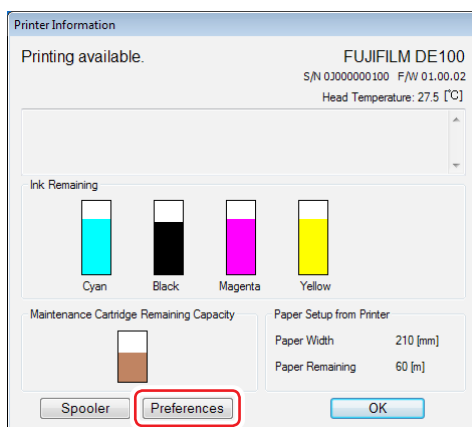 Printer Information
Printing available.
FUJIFILM DE100
S/N 0J000000100 F/W 01.00.02
Head Temperature: 27.5 [℃]
Ink Remaining
Cyan Black Magenta Yellow
Maintenance Cartridge Remaining Capacity
Paper Setup from Printer
Paper Width 210 [mm]
Paper Remaining 60 [m]
Spooler Preferences OK